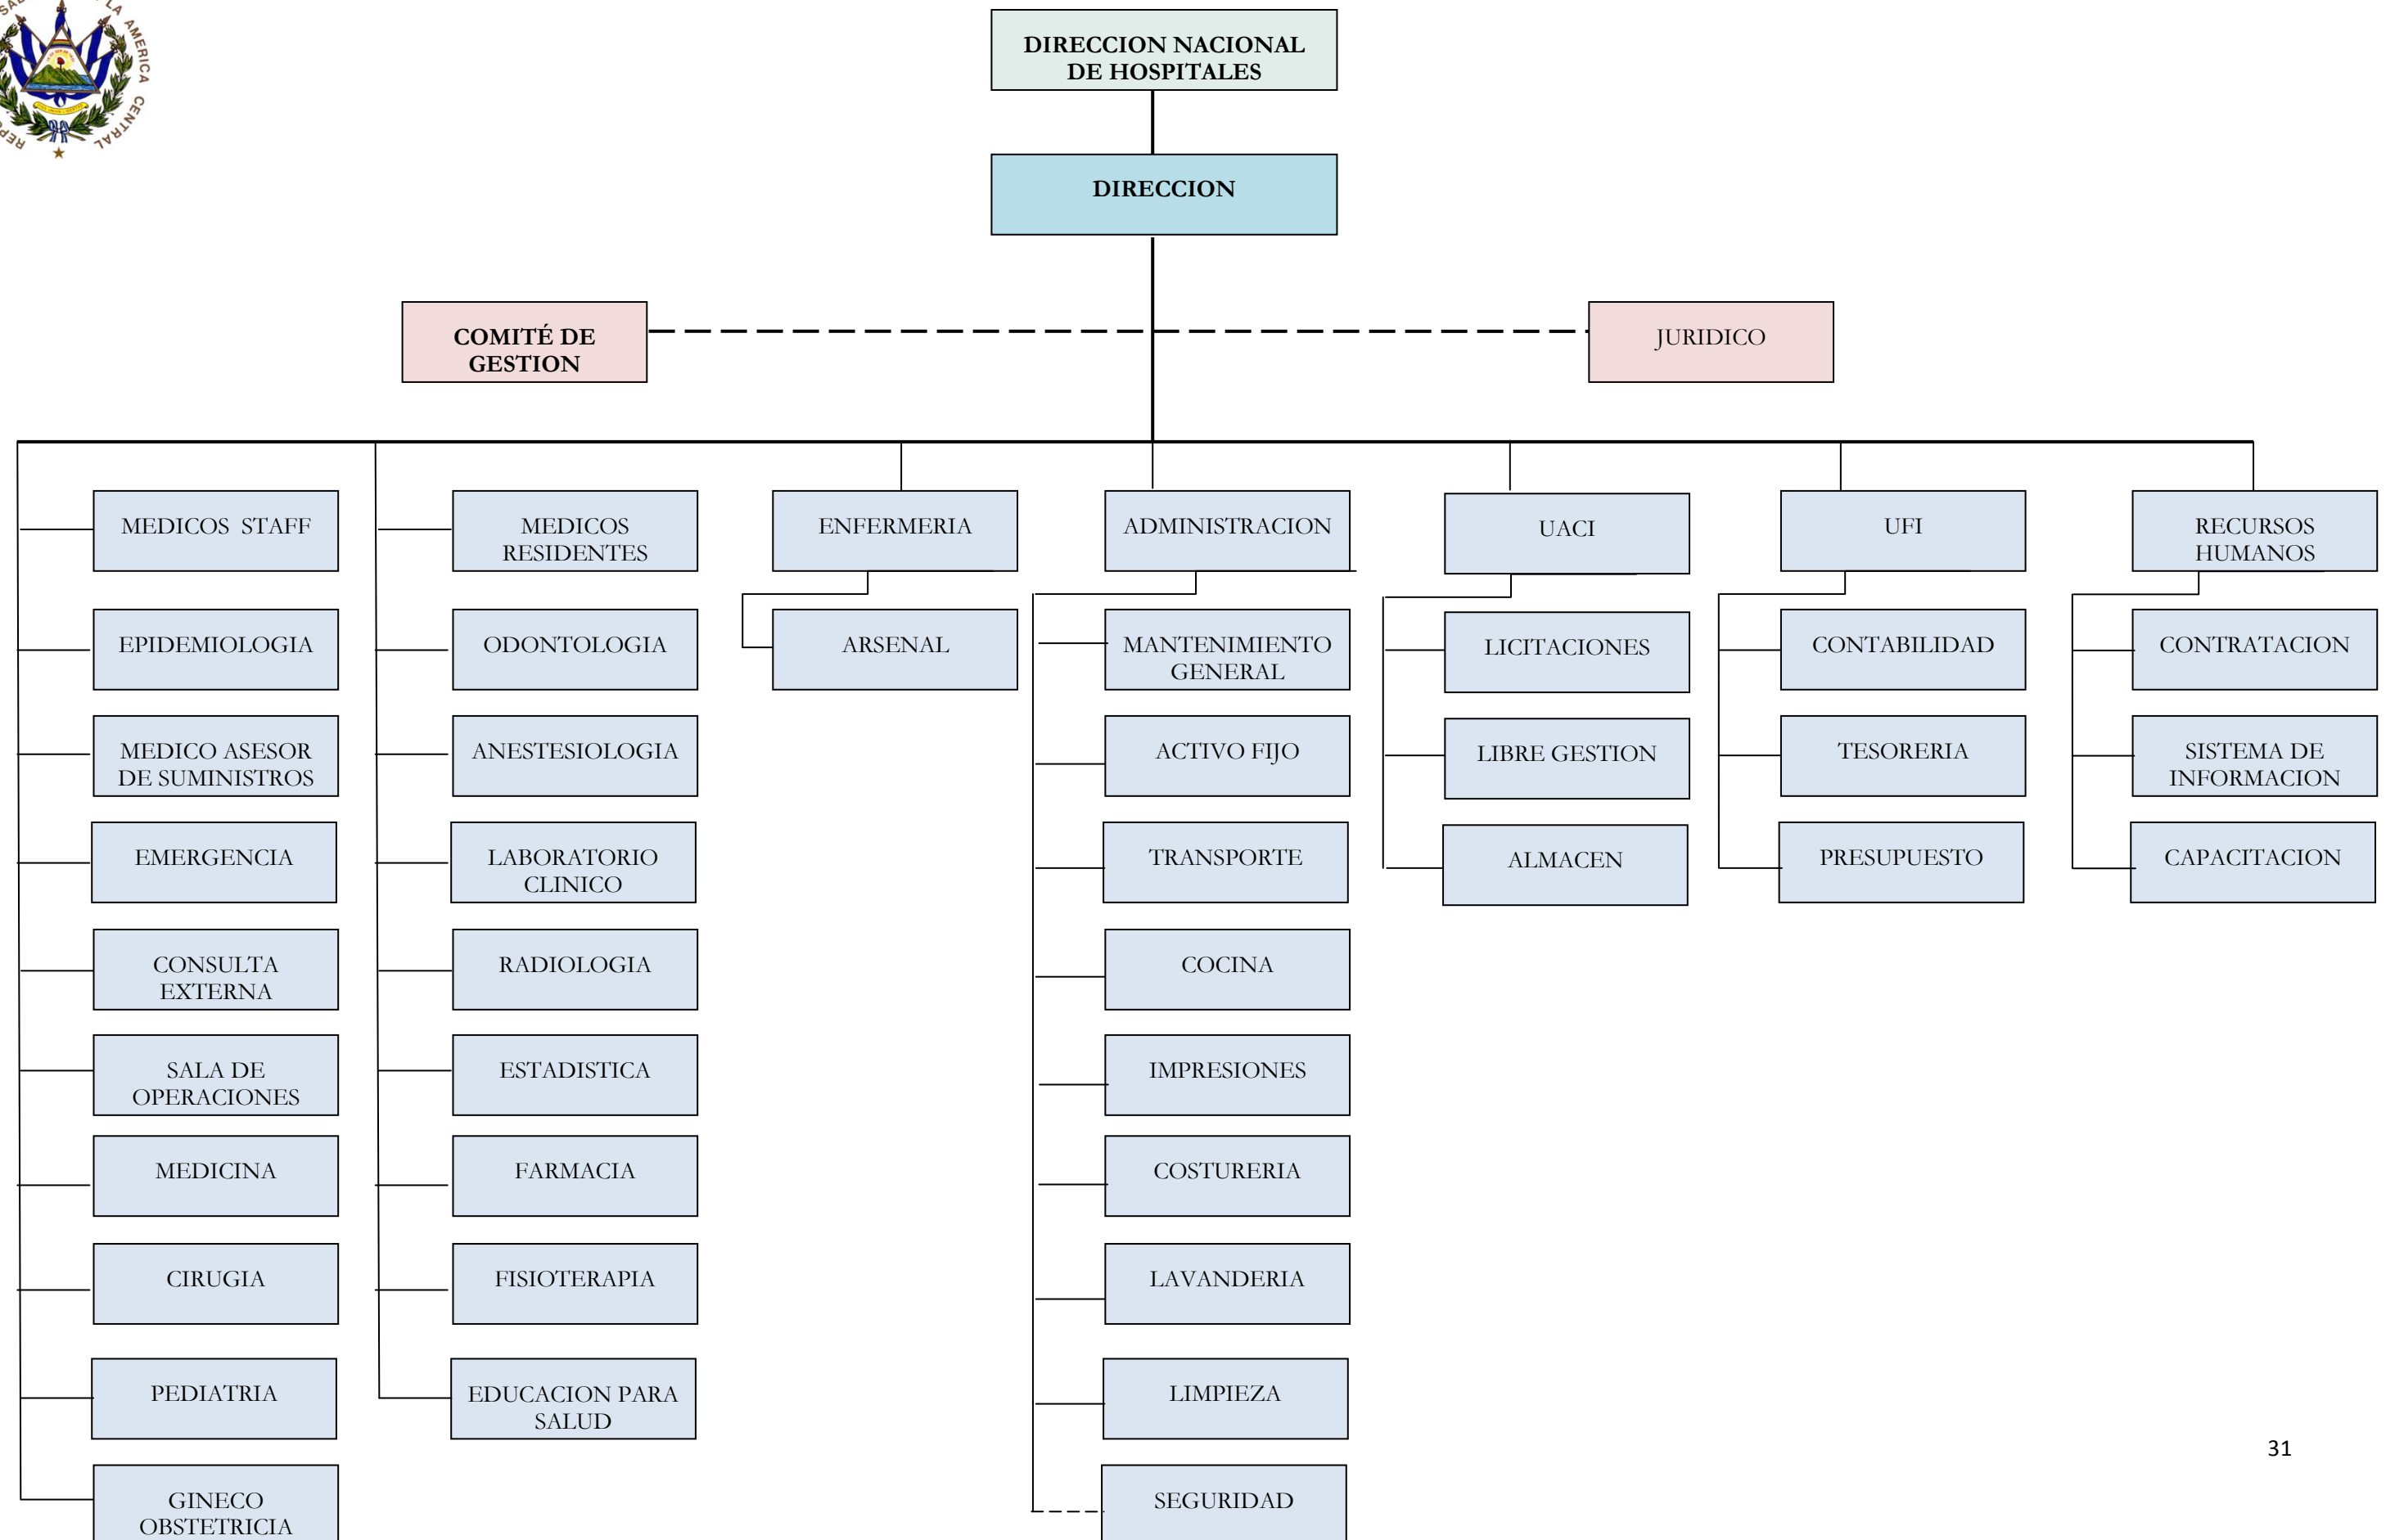 LA AMERICA CENTRAL
DIRECCION NACIONAL
DE HOSPITALES
DIRECCION
COMITÉ DE
GESTION
JURIDICO
MEDICOS STAFF
MEDICOS
RESIDENTES
ENFERMERIA
ADMINISTRACION
UACI
UFI
RECURSOS
HUMANOS
EPIDEMIOLOGIA
ODONTOLOGIA
ARSENAL
MANTENIMIENTO
GENERAL
LICITACIONES
CONTABILIDAD
CONTRATACION
MEDICO ASESOR
DE SUMINISTROS
ANESTESIOLOGIA
ACTIVO FIJO
LIBRE GESTION
TESORERIA
SISTEMA DE
INFORMACION
EMERGENCIA
LABORATORIO
CLINICO
TRANSPORTE
ALMACEN
PRESUPUESTO
CAPACITACION
CONSULTA
EXTERNA
RADIOLOGIA
COCINA
SALA DE
OPERACIONES
ESTADISTICA
IMPRESIONES
MEDICINA
FARMACIA
COSTURERIA
CIRUGIA
FISIOTERAPIA
LAVANDERIA
PEDIATRIA
EDUCACION PARA
SALUD
LIMPIEZA
GINECO
OBSTETRICIA
SEGURIDAD
31